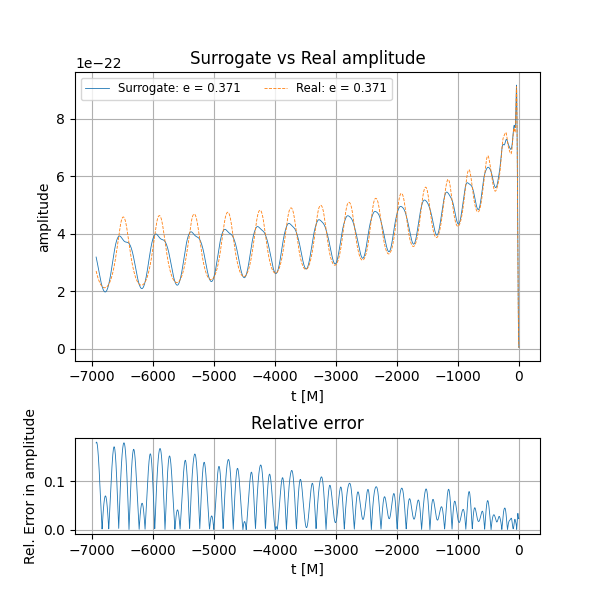 Surrogate vs Real amplitude
1e−22
Surrogate: e = 0.371
Real: e = 0.371
8
6
4
2
0
amplitude
−7000
−6000
−5000
−4000
−3000
−2000
−1000
0
t [M]
Relative error
0.1
0.0
Rel. Error in amplitude
−7000
−6000
−5000
−4000
−3000
−2000
−1000
0
t [M]